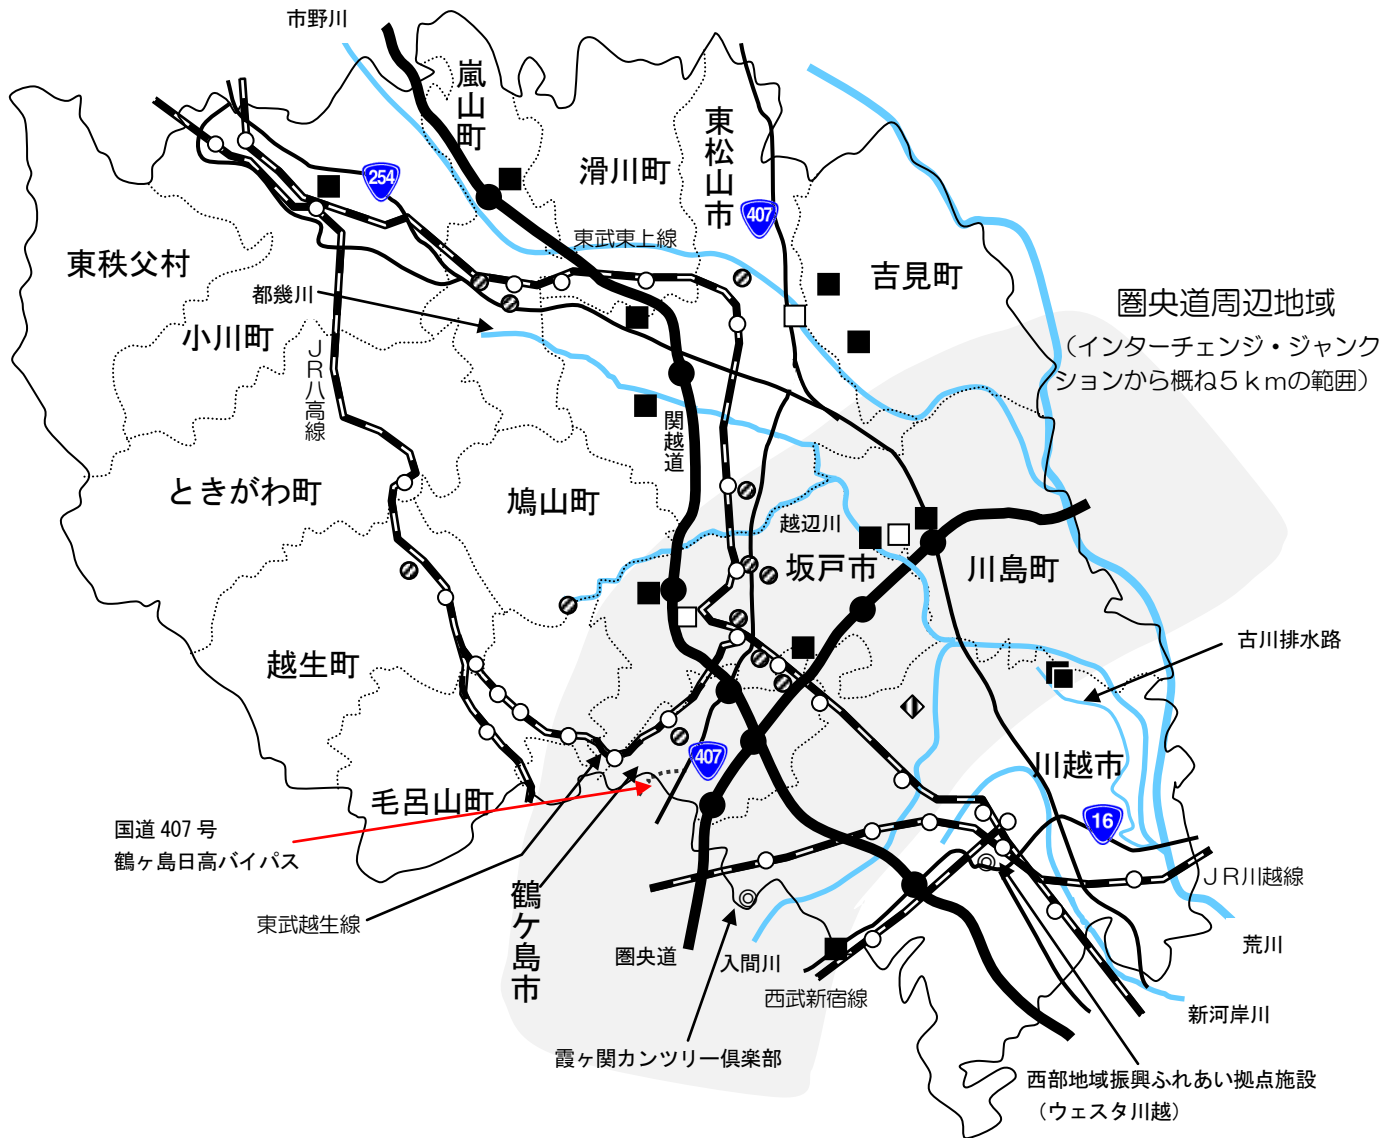 市野川
嵐山町
東松山市
滑川町
254
407
東武東上線
東秩父村
吉見町
都幾川
圏央道周辺地域
（インターチェンジ・ジャンク
ションから概ね５ｋｍの範囲）
小川町
ＪＲ八高線
関越道
ときがわ町
鳩山町
越辺川
坂戸市
川島町
古川排水路
越生町
407
川越市
毛呂山町
16
国道 407 号
鶴ヶ島日高バイパス
ＪＲ川越線
鶴ケ島市
東武越生線
圏央道
入間川
荒川
西武新宿線
新河岸川
霞ヶ関カンツリー倶楽部
西部地域振興ふれあい拠点施設
（ウェスタ川越）